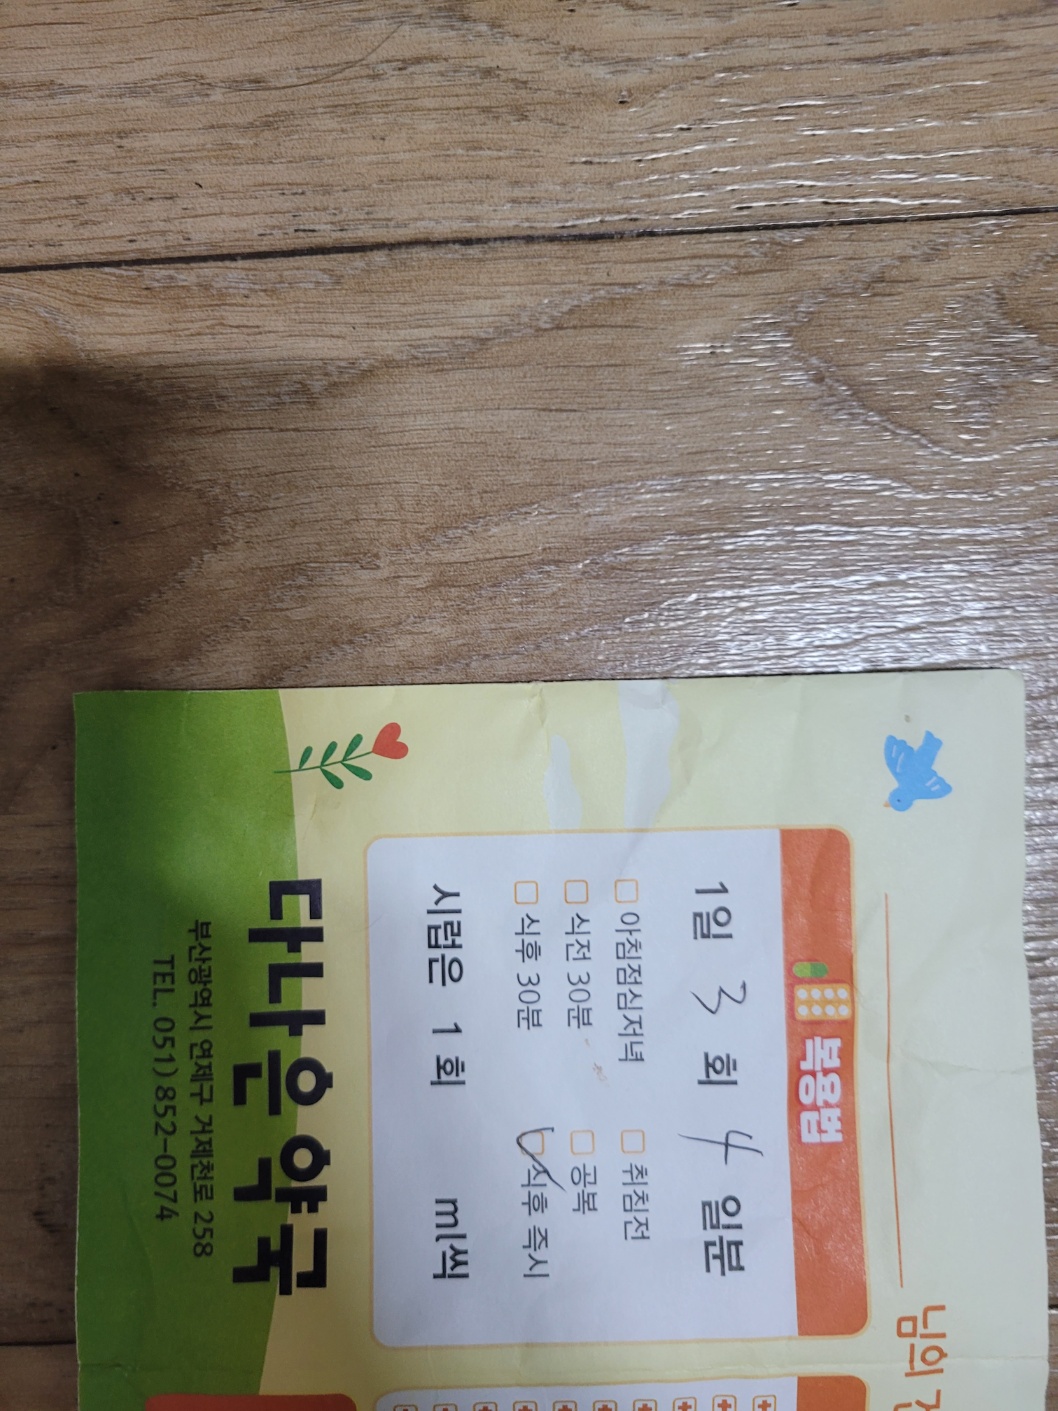 님의
복용법
1일 3 회 4 일분
아침점심저녁 취침전
식전 30분 공복
식후 30분 식후 즉시
시럽은 1 회 ml씩
다나은약국
부산광역시 연제구 거제천로 258
TEL. 051) 852-0074